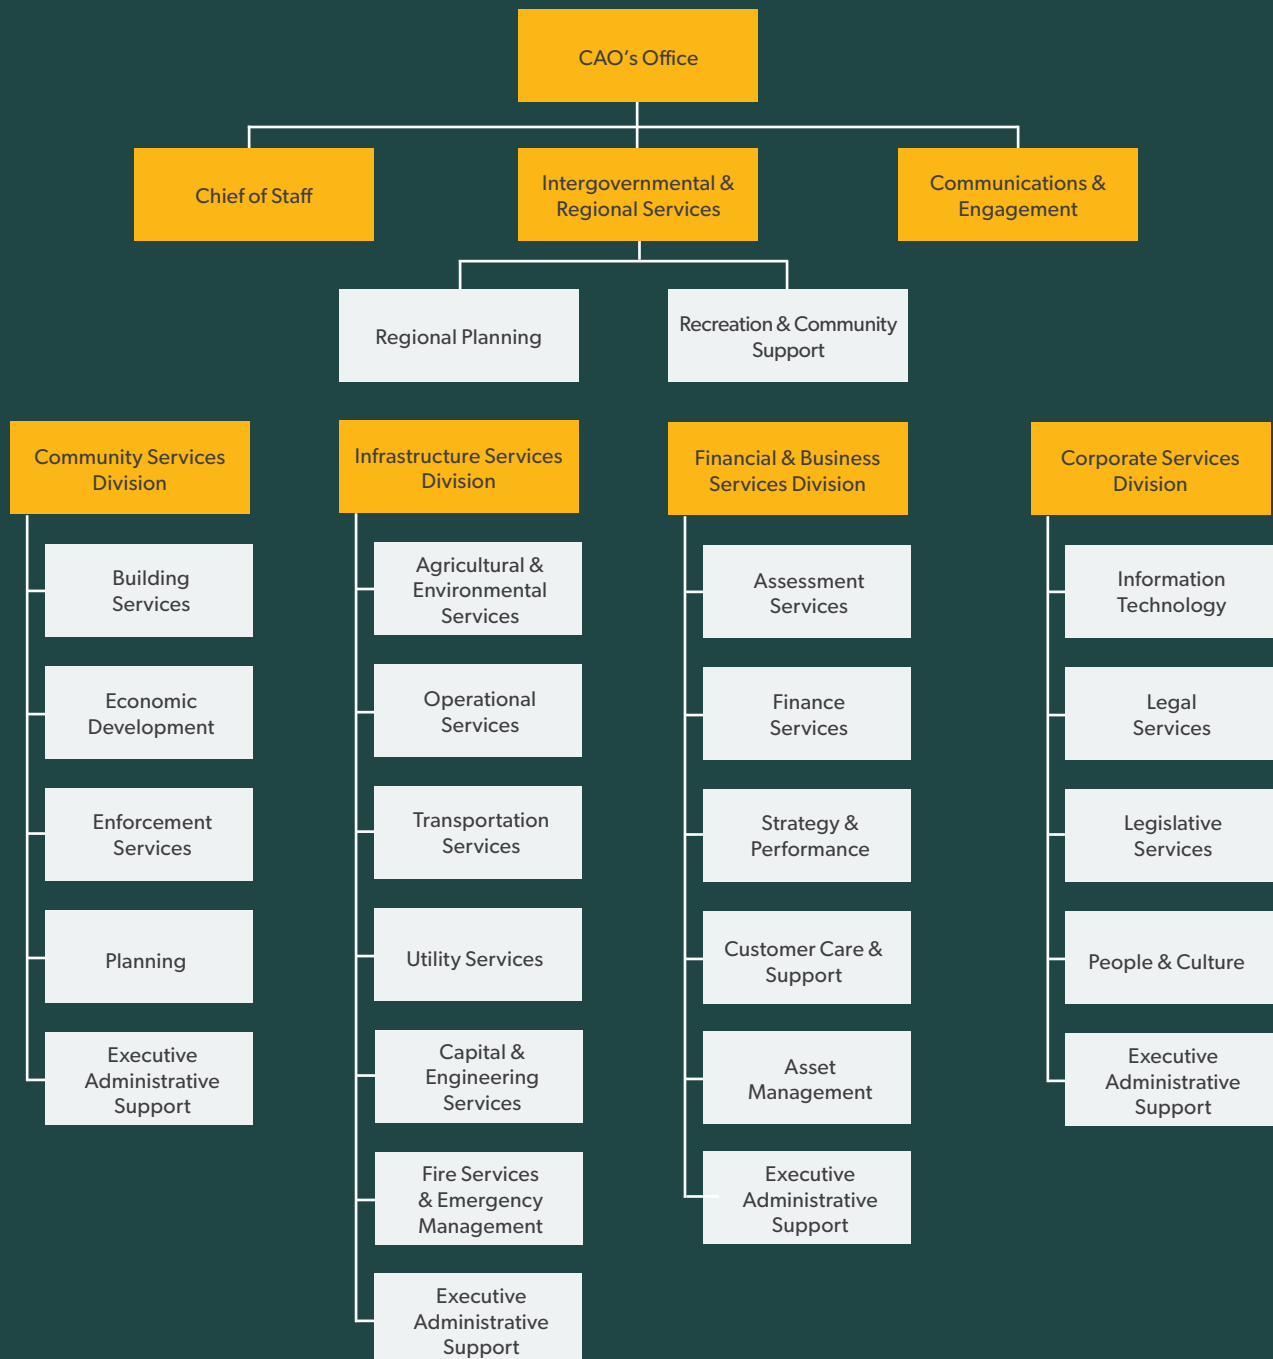 CAO's Office
Chief of Staff
Intergovernmental &
Regional Services
Communications &
Engagement
Regional Planning
Recreation & Community
Support
Community Services
Division
Building
Services
Economic
Development
Enforcement
Services
Planning
Executive
Administrative
Support
Infrastructure Services
Division
Agricultural &
Environmental
Services
Operational
Services
Transportation
Services
Utility Services
Capital &
Engineering
Services
Fire Services
& Emergency
Management
Executive
Administrative
Support
Financial & Business
Services Division
Assessment
Services
Finance
Services
Strategy &
Performance
Customer Care &
Support
Asset
Management
Executive
Administrative
Support
Corporate Services
Division
Information
Technology
Legal
Services
Legislative
Services
People & Culture
Executive
Administrative
Support